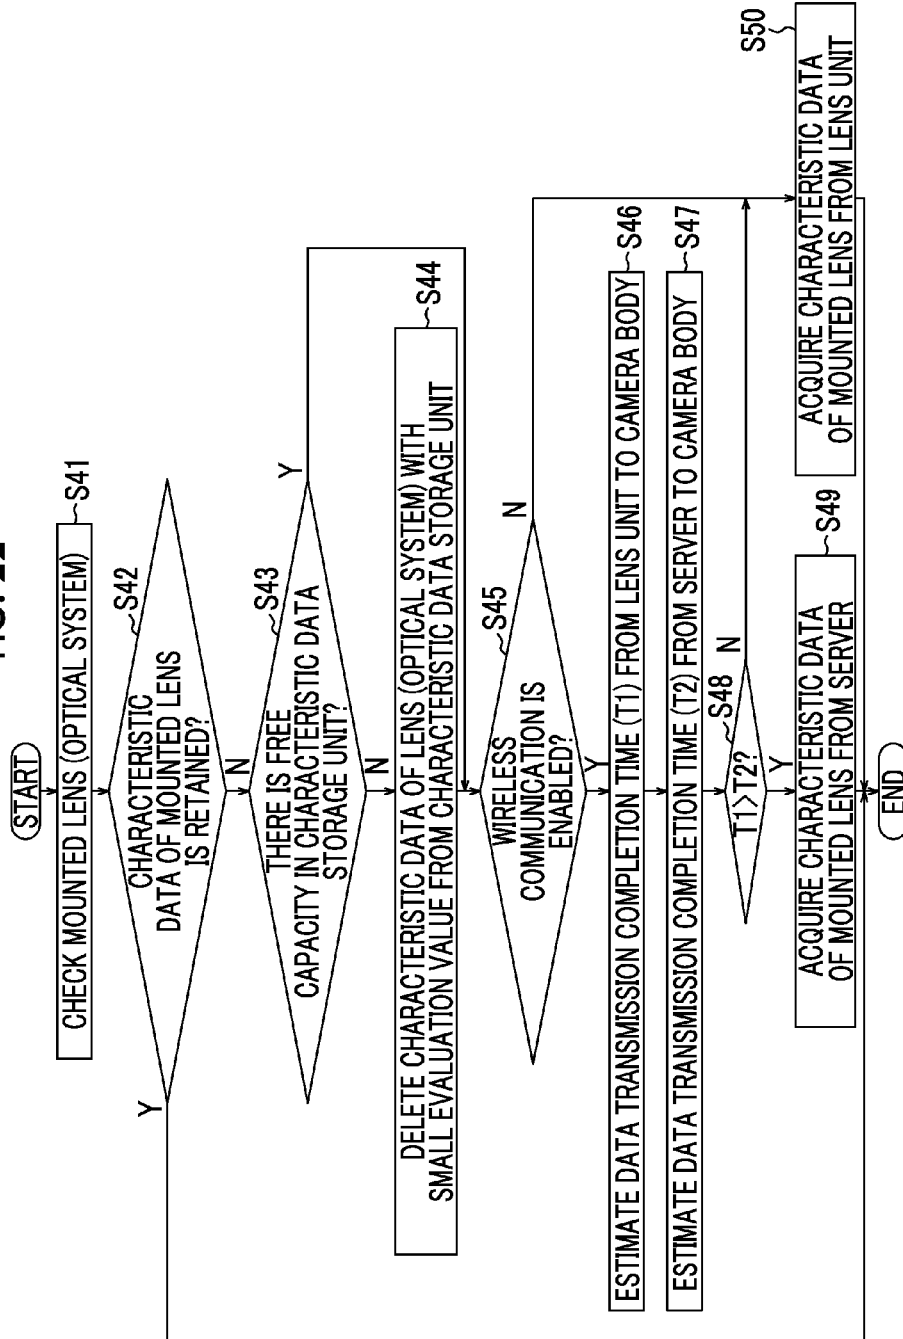 START
CHECK MOUNTED LENS (OPTICAL SYSTEM)
S41
CHARACTERISTIC
DATA OF MOUNTED LENS
IS RETAINED?
S42
Y
N
THERE IS FREE
CAPACITY IN CHARACTERISTIC DATA
STORAGE UNIT?
S43
Y
N
DELETE CHARACTERISTIC DATA OF LENS (OPTICAL SYSTEM) WITH
SMALL EVALUATION VALUE FROM CHARACTERISTIC DATA STORAGE UNIT
S44
WIRELESS
COMMUNICATION IS
ENABLED?
S45
N
Y
ESTIMATE DATA TRANSMISSION COMPLETION TIME (T1) FROM LENS UNIT TO CAMERA BODY
S46
ESTIMATE DATA TRANSMISSION COMPLETION TIME (T2) FROM SERVER TO CAMERA BODY
S47
T1>T2?
S48
N
Y
ACQUIRE CHARACTERISTIC DATA
OF MOUNTED LENS FROM SERVER
S49
ACQUIRE CHARACTERISTIC DATA
OF MOUNTED LENS FROM LENS UNIT
S50
END